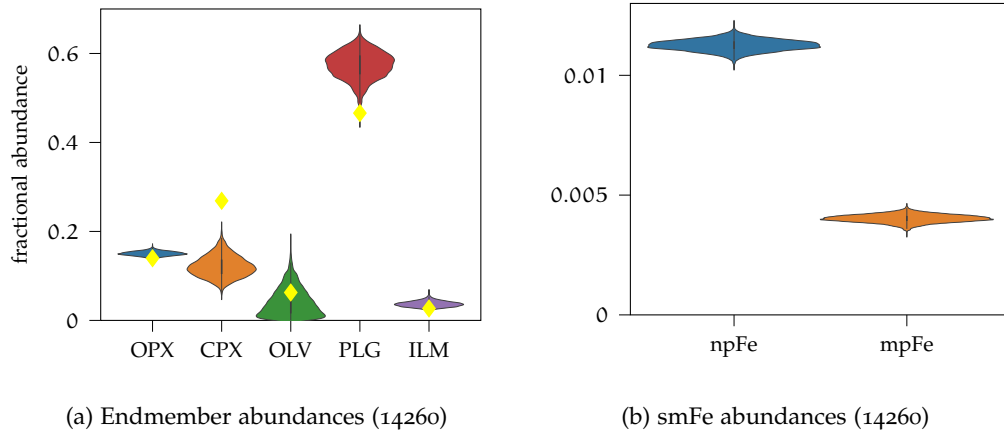 fractional abundance
0.6
0.4
0.2
0
OPX CPX OLV PLG ILM
(a) Endmember abundances (14260)
0.01
0.005
0
npFe mpFe
(b) smFe abundances (14260)